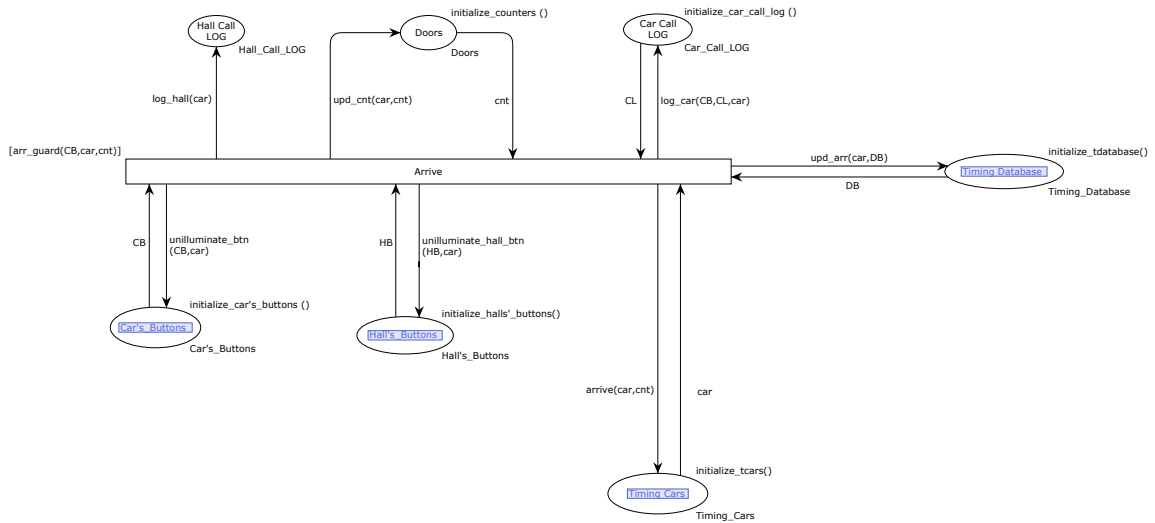 initialize_counters ()
initialize_car_call_log ()
Hall Call
LOG
Doors
Car Call
LOG
Hall_Call_LOG
Doors
Car_Call_LOG
log_hall(car)
upd_cnt(car,cnt)
cnt
CL
log_car(CB,CL,car)
[arr_guard(CB,car,cnt)]
Arrive
upd_arr(car,DB)
DB
initialize_tdatabase()
Timing Database
Timing_Database
CB
unilluminate_btn
(CB,car)
HB
unilluminate_hall_btn
(HB,car)
initialize_car's_buttons ()
Car's_Buttons
Car's_Buttons
initialize_halls'_buttons()
Hall's_Buttons
Hall's_Buttons
arrive(car,cnt)
car
initialize_tcars()
Timing Cars
Timing_Cars